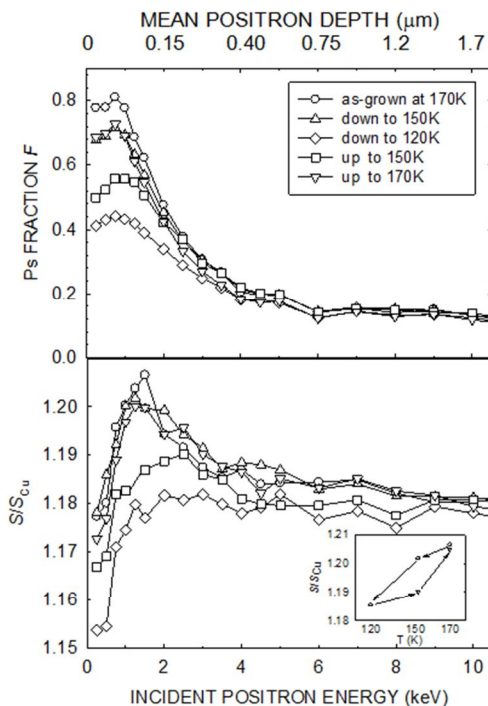 MEAN POSITRON DEPTH (μm)
0 0.15 0.40 0.75 1.2 1.7
0.8
0.6
0.4
0.2
0.0
Ps FRACTION F
as-grown at 170K
down to 150K
down to 120K
up to 150K
up to 170K
1.20
1.19
1.18
1.17
1.16
1.15
S/SCu
1.21
1.20
1.19
1.18
S/SCu
120 150 170
T (K)
0 2 4 6 8 10
INCIDENT POSITRON ENERGY (keV)